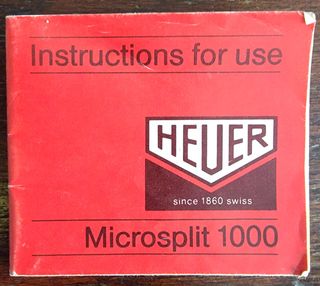 Instructions for use
HEUER
since 1860 swiss
Microsplit 1000